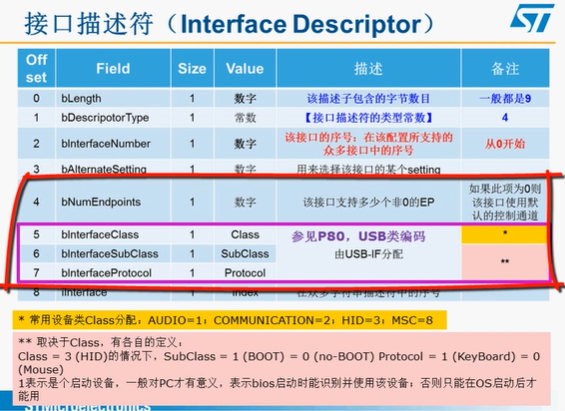 接口描述符（Interface Descriptor）
Off set Field Size Value 描述 备注
0 bLength 1 数字 该描述子包含的字节数目 一般都是9
1 bDescripotorType 1 常数 【接口描述符的类型常数】 4
2 bInterfaceNumber 1 数字 该接口的序号：在该配置所支持的众多接口中的序号 从0开始
3 bAlternateSetting 1 数字 用来选择该接口的某个setting
4 bNumEndpoints 1 数字 该接口支持多少个非0的EP 如果此项为0则该接口使用默认的控制通道
5 bInterfaceClass 1 Class 参见P80，USB类编码 *
6 bInterfaceSubClass 1 SubClass 由USB-IF分配 **
7 bInterfaceProtocol 1 Protocol
8 iInterface 1 Index 在众多字符串描述符中的序号
* 常用设备类Class分配：AUDIO=1；COMMUNICATION=2；HID=3；MSC=8
** 取决于Class，有各自的定义：
Class = 3 (HID)的情况下，SubClass = 1 (BOOT) = 0 (no-BOOT) Protocol = 1 (KeyBoard) = 0
(Mouse)
1表示是个启动设备，一般对PC才有意义，表示bios启动时能识别并使用该设备；否则只能在OS启动后才
能用
STMicroelectronics